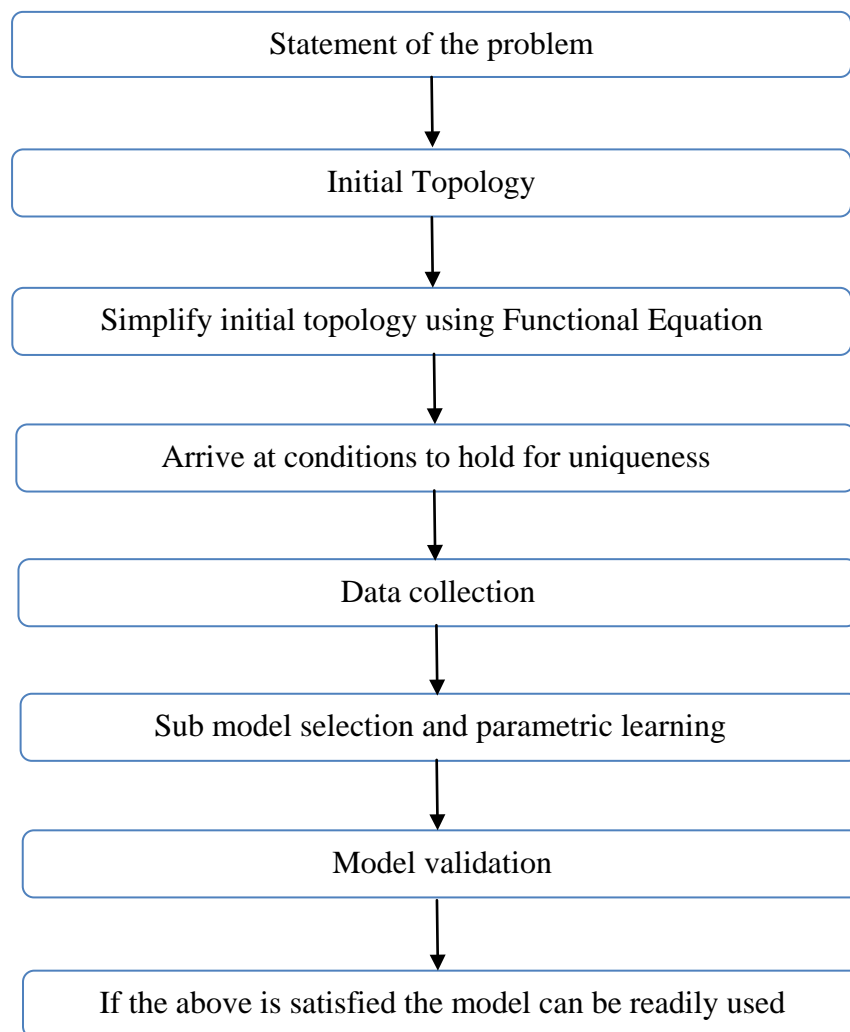 Statement of the problem
Initial Topology
Simplify initial topology using Functional Equation
Arrive at conditions to hold for uniqueness
Data collection
Sub model selection and parametric learning
Model validation
If the above is satisfied the model can be readily used